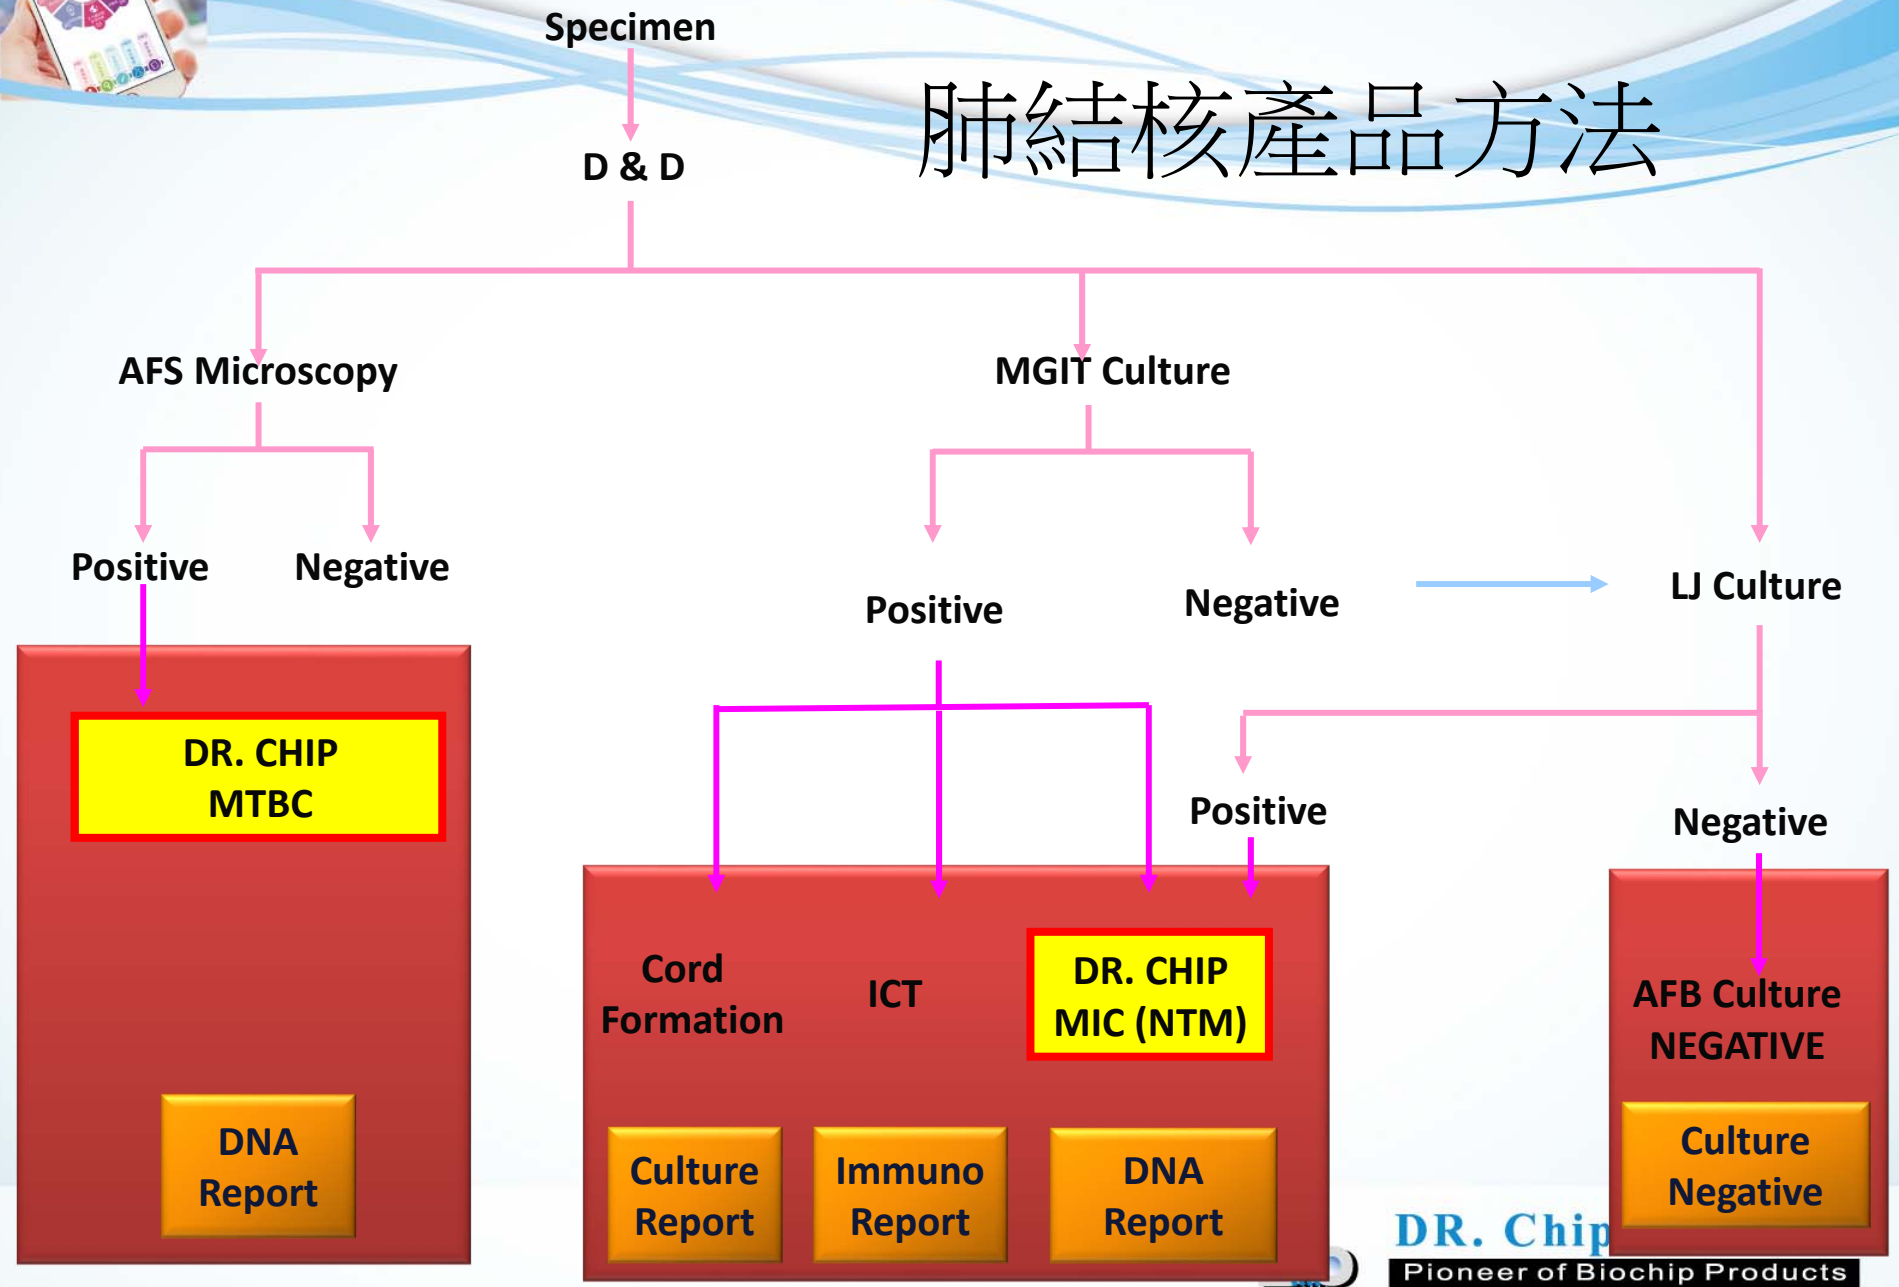 Specimen
肺結核產品方法
D & D
AFS Microscopy
MGIT Culture
Positive
Negative
Positive
Negative
LJ Culture
DR. CHIP
MTBC
Positive
Negative
Cord
Formation
ICT
DR. CHIP
MIC (NTM)
AFB Culture
NEGATIVE
DNA
Report
Culture
Report
Immuno
Report
DNA
Report
Culture
Negative
DR. Chip
Pioneer of Biochip Products